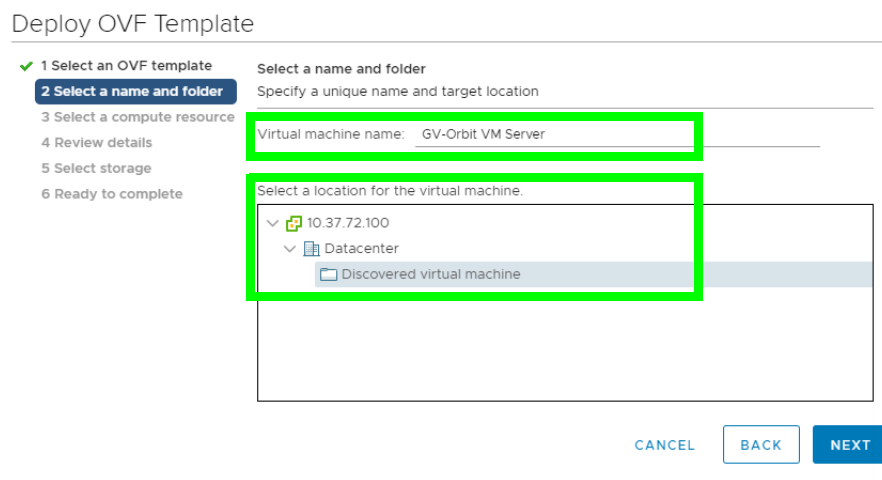 Deploy OVF Template
1 Select an OVF template
2 Select a name and folder
3 Select a compute resource
4 Review details
5 Select storage
6 Ready to complete
Select a name and folder
Specify a unique name and target location
Virtual machine name: GV-Orbit VM Server
Select a location for the virtual machine.
10.37.72.100
Datacenter
Discovered virtual machine
CANCEL BACK NEXT